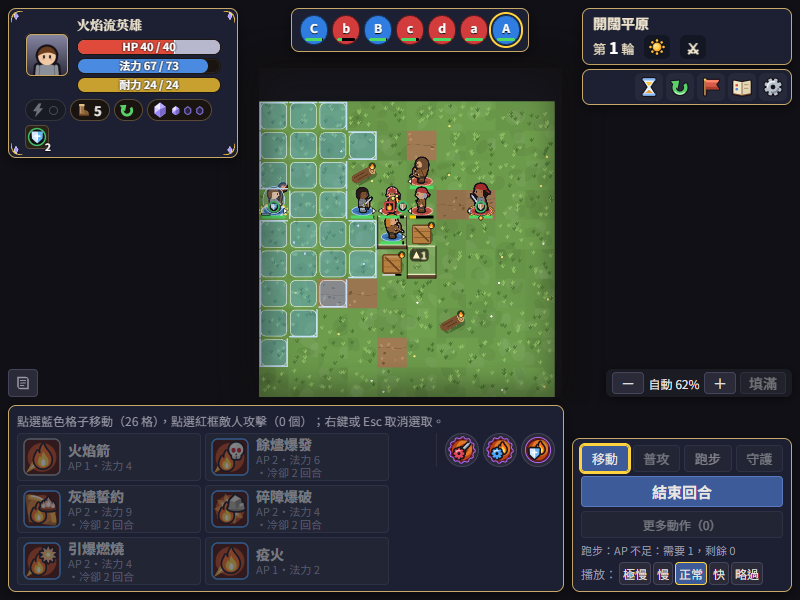 火焰流英雄
HP 40 / 40
法力 67 / 73
耐力 24 / 24
5
2
C b B c d a A
開闊平原
第 1 輪
▲1
自動 62%
填滿
點選藍色格子移動（26 格），點選紅框敵人攻擊（0 個）；右鍵或 Esc 取消選取。
火焰箭
AP 1・法力 4
餘燼爆發
AP 2・法力 6
・冷卻 2 回合
灰燼誓約
AP 2・法力 9
・冷卻 2 回合
碎障爆破
AP 2・法力 4
・冷卻 2 回合
引爆燃燒
AP 2・法力 4
・冷卻 2 回合
疫火
AP 1・法力 2
移動 普攻 跑步 守護
結束回合
更多動作（0）
跑步：AP 不足：需要 1，剩餘 0
播放： 極慢 慢 正常 快 略過